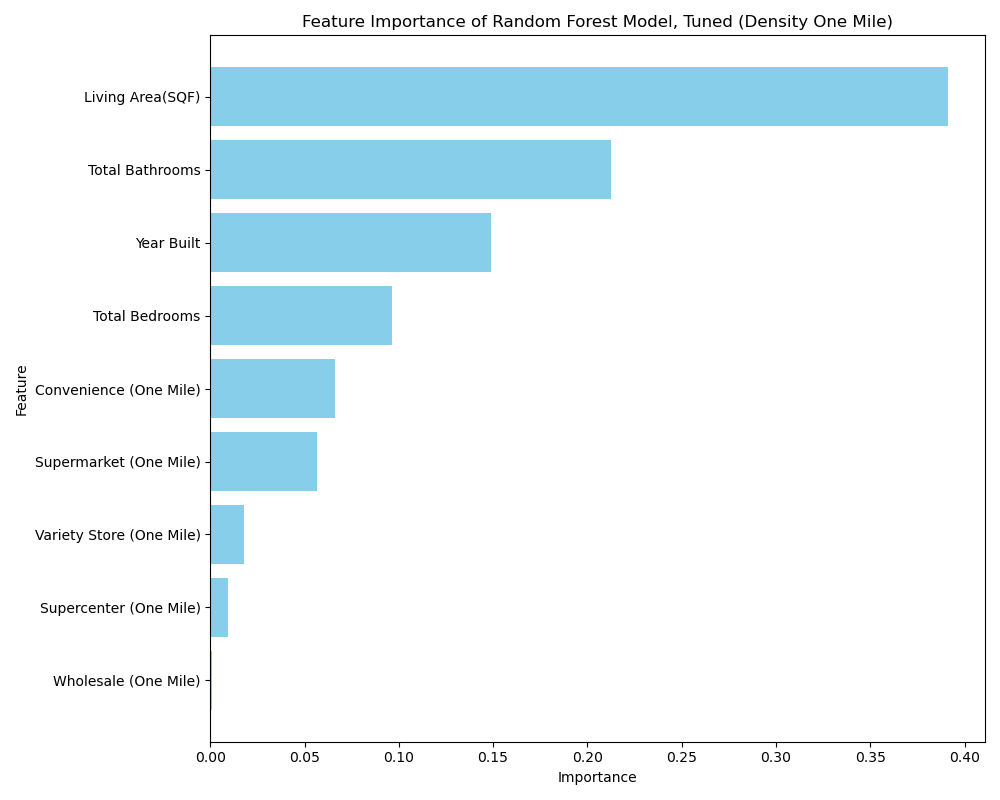 Feature Importance of Random Forest Model, Tuned (Density One Mile)
Living Area(SQF)
Total Bathrooms
Year Built
Total Bedrooms
Convenience (One Mile)
Supermarket (One Mile)
Variety Store (One Mile)
Supercenter (One Mile)
Wholesale (One Mile)
Feature
0.00 0.05 0.10 0.15 0.20 0.25 0.30 0.35 0.40
Importance